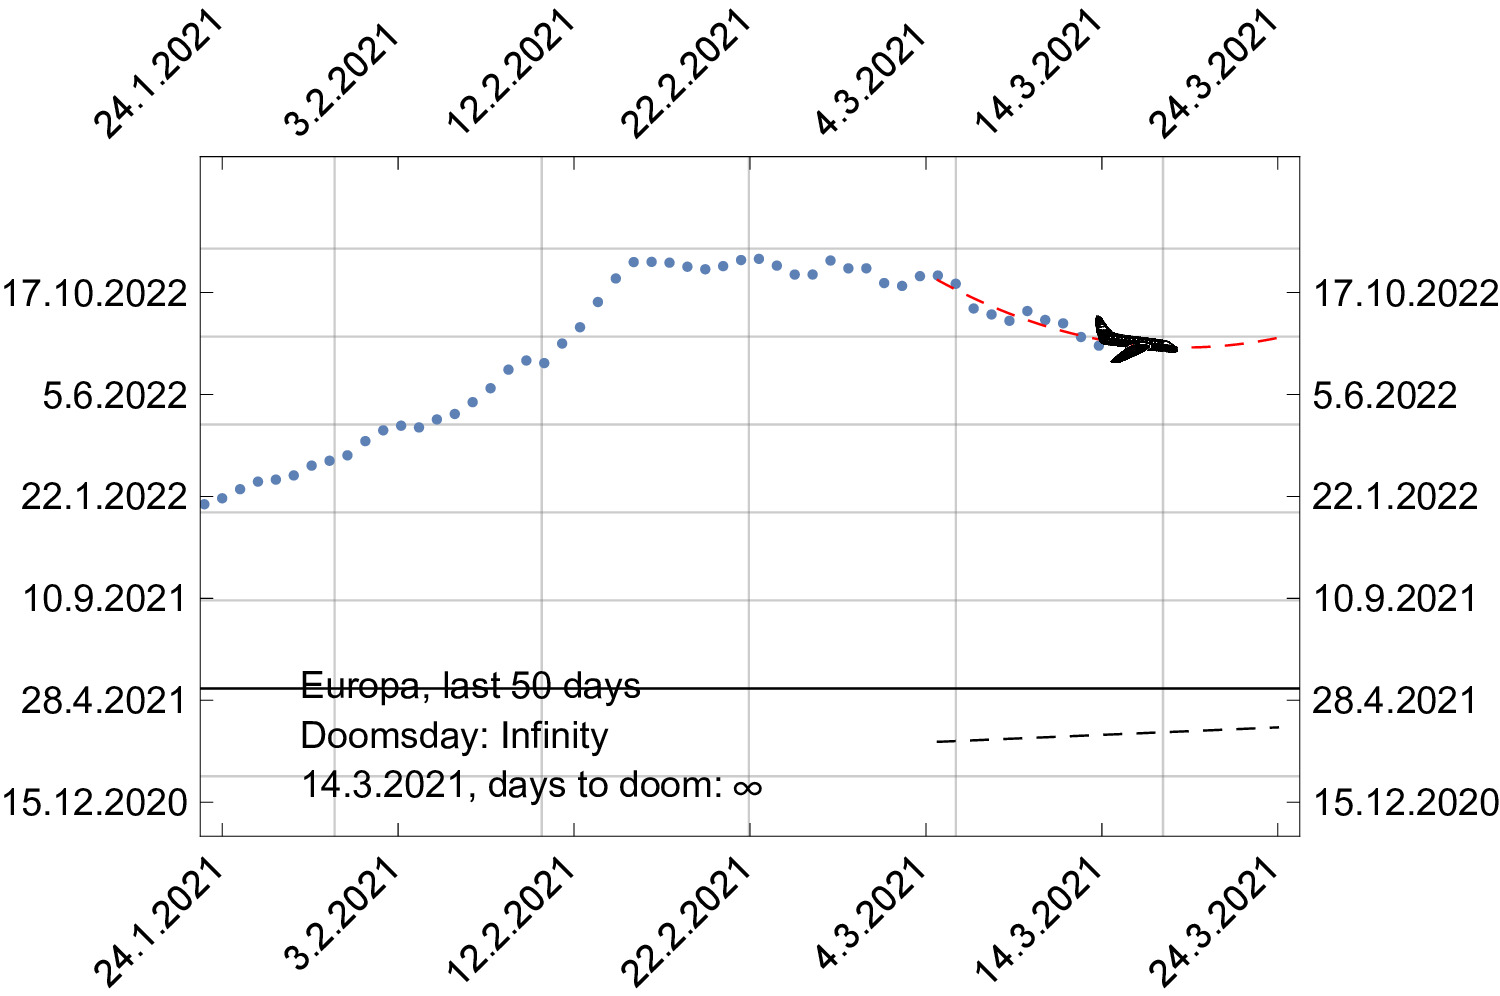 24.1.2021 3.2.2021 12.2.2021 22.2.2021 4.3.2021 14.3.2021 24.3.2021
17.10.2022 17.10.2022
5.6.2022 5.6.2022
22.1.2022 22.1.2022
10.9.2021 10.9.2021
Europa, last 50 days
28.4.2021 28.4.2021
Doomsday: Infinity
14.3.2021, days to doom: ∞
15.12.2020 15.12.2020
24.1.2021 3.2.2021 12.2.2021 22.2.2021 4.3.2021 14.3.2021 24.3.2021